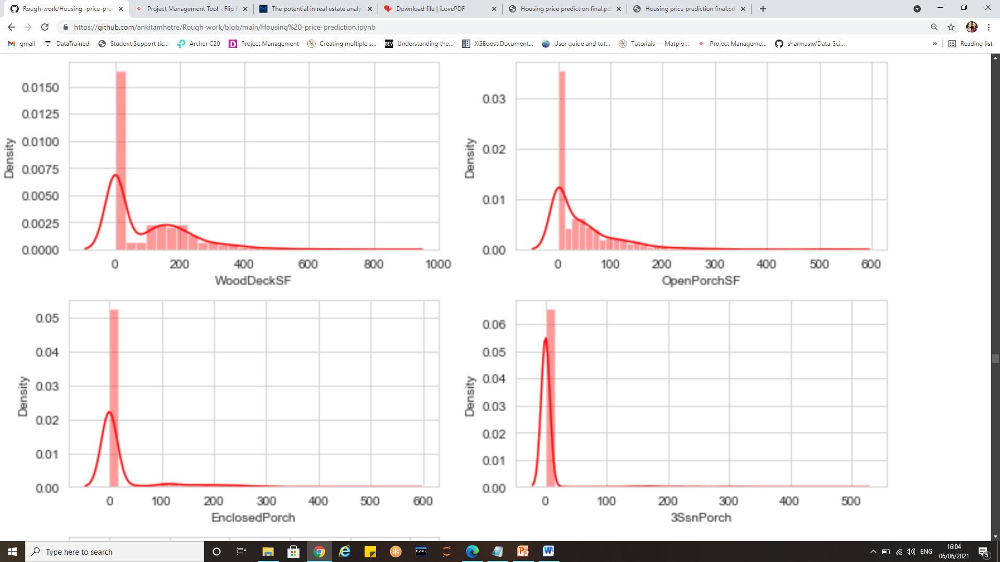 Rough-work/Housing -price-prec
Project Management Tool - Flip R
The potential in real estate analyt
Download file | iLovePDF
Housing price prediction final.pd
Housing price prediction final.pd
https://github.com/ankitamhetre/Rough-work/blob/main/Housing%20-price-prediction.ipynb
gmail
DataTrained
Student Support tic...
Archer C20
Project Management
Creating multiple s...
DEV
Understanding the...
XGBoost Document...
User guide and tut...
Tutorials — Matplo...
Project Manageme...
sharmasw/Data-Sci...
»
Reading list
Density
0.0150
0.0125
0.0100
0.0075
0.0050
0.0025
0.0000
0 200 400 600 800 1000
WoodDeckSF
Density
0.03
0.02
0.01
0.00
0 100 200 300 400 500 600
OpenPorchSF
Density
0.05
0.04
0.03
0.02
0.01
0.00
0 100 200 300 400 500 600
EnclosedPorch
Density
0.06
0.05
0.04
0.03
0.02
0.01
0.00
0 100 200 300 400 500
3SsnPorch
Type here to search
MySQL
ENG
16:04
06/06/2021
5